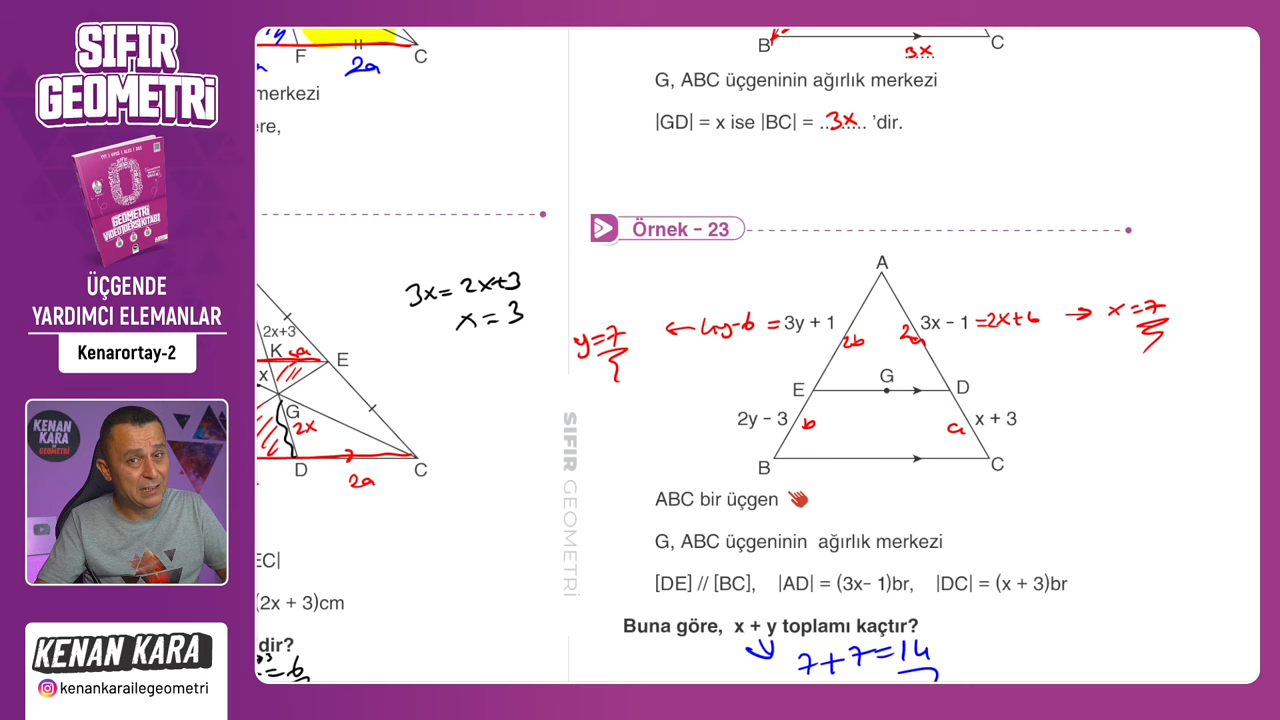 SIFIR
GEOMETRİ
GEOMETRİ
VİDEO DERS KİTABI
ÜÇGENDE
YARDIMCI ELEMANLAR
Kenarortay-2
KENAN
KARA
GEOMETRİ
KENAN KARA
kenankarailegeometri
F
C
2a
merkezi
ere,
3x = 2x+3
x = 3
2x+3
K
E
x
G
2x
D
C
2a
EC|
(2x + 3)cm
dir?
= 6
SIFIR GEOMETRİ
B
C
3x
G, ABC üçgeninin ağırlık merkezi
|GD| = x ise |BC| = ..3x.... 'dir.
Örnek - 23
A
y=7 ← 4y-6 = 3y + 1
3x - 1 = 2x+6 → x = 7
2b
2a
E
G
D
2y - 3
b
a
x + 3
B
C
ABC bir üçgen
G, ABC üçgeninin ağırlık merkezi
[DE] // [BC], |AD| = (3x- 1)br, |DC| = (x + 3)br
Buna göre, x + y toplamı kaçtır?
7+7=14